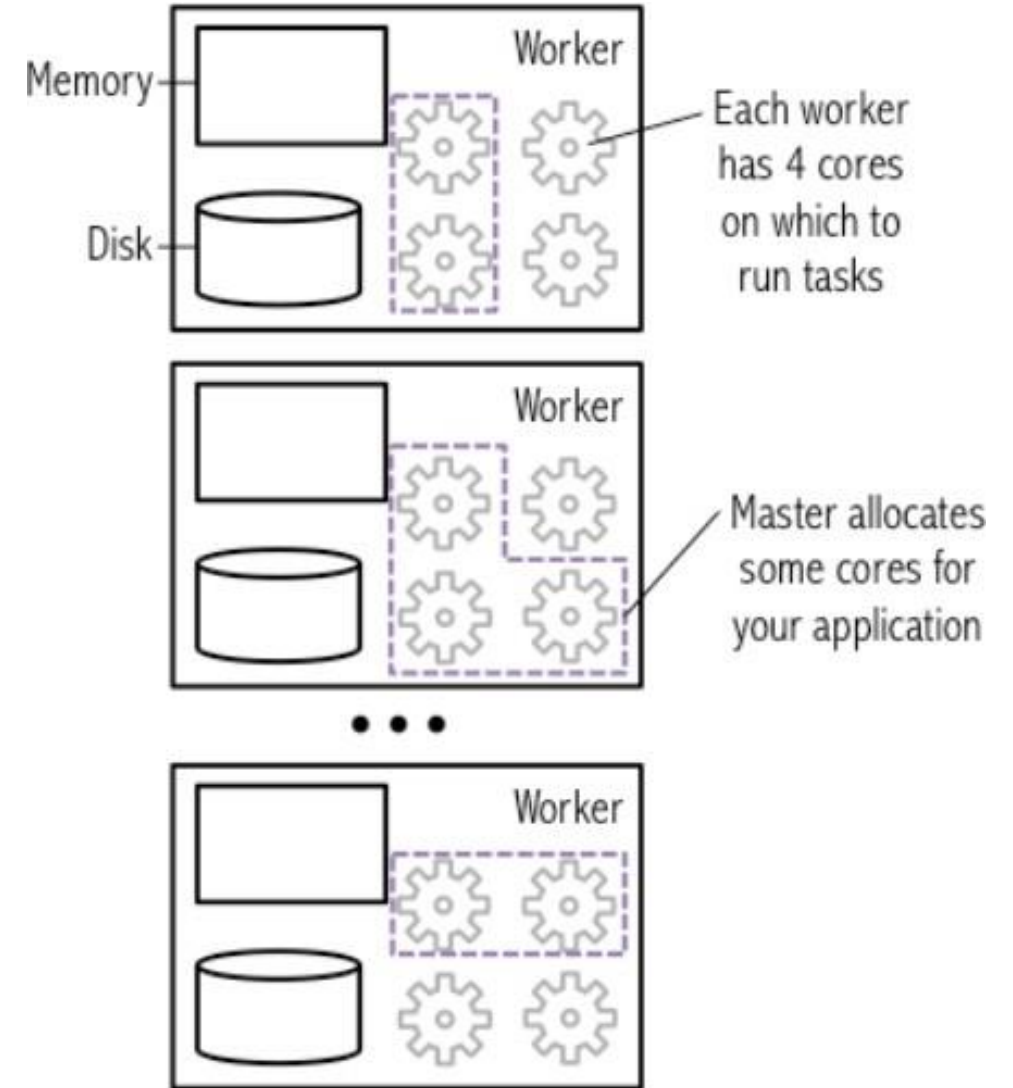 Worker
Memory
Each worker
has 4 cores
on which to
run tasks
Disk
Worker
Master allocates
some cores for
your application
Worker